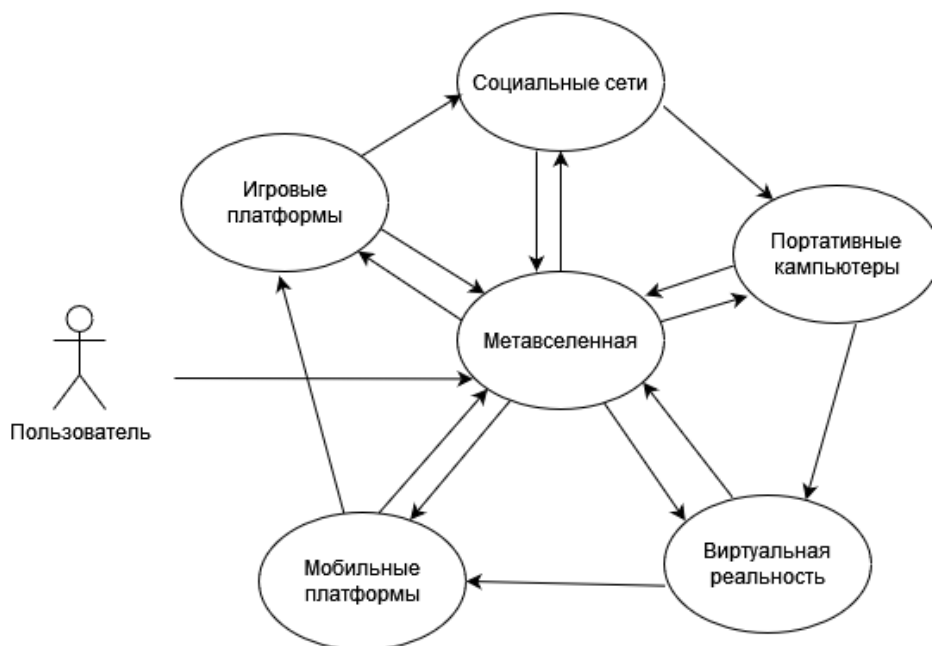 Социальные сети
Игровые
платформы
Портативные
кампьютеры
Метавселенная
Пользователь
Мобильные
платформы
Виртуальная
реальность